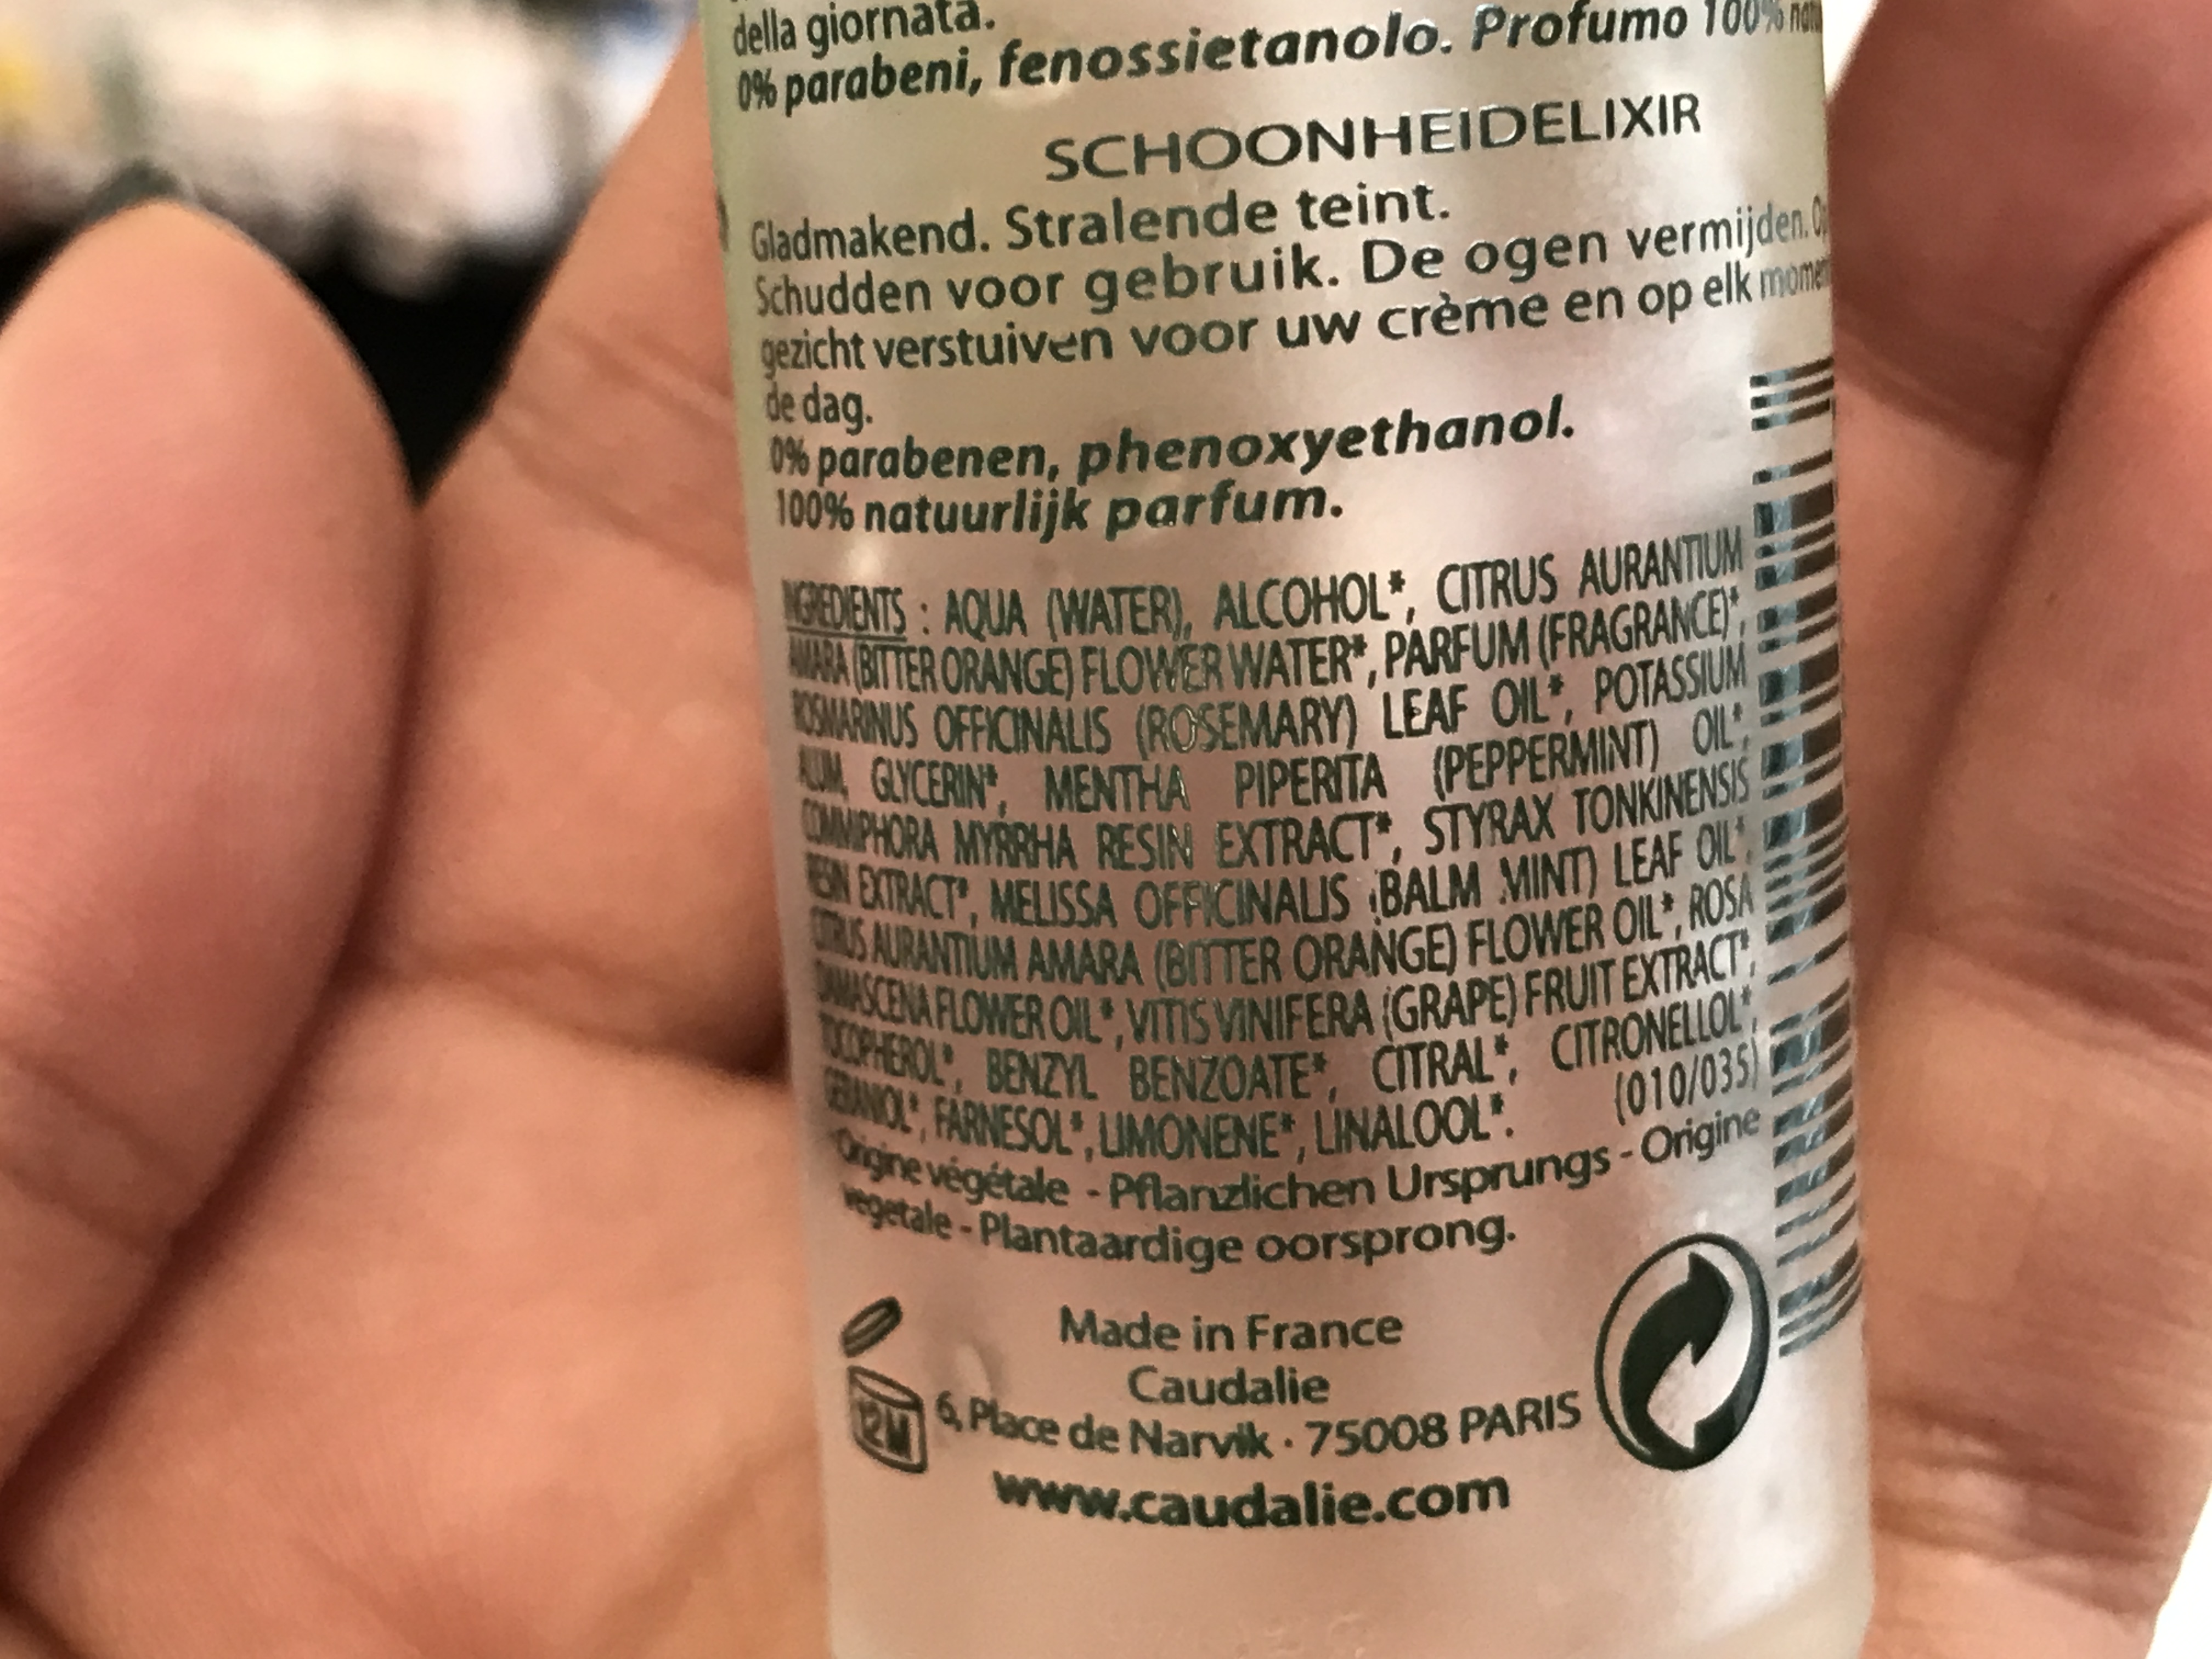 della giornata.
0% parabeni, fenossietanolo. Profumo 100%
SCHOONHEIDELIXIR
Gladmakend. Stralende teint.
Schudden voor gebruik. De ogen vermijden.
gezicht verstuiven voor uw crème en op elk
de dag.
0% parabenen, phenoxyethanol.
100% natuurlijk parfum.
INGREDIENTS : AQUA (WATER), ALCOHOL*, CITRUS AURANTIUM
AMARA (BITTER ORANGE) FLOWER WATER*, PARFUM (FRAGRANCE)*,
ROSMARINUS OFFICINALIS (ROSEMARY) LEAF OIL*, POTASSIUM
ALUM, GLYCERIN*, MENTHA PIPERITA (PEPPERMINT) OIL*,
COMMIPHORA MYRRHA RESIN EXTRACT*, STYRAX TONKINENSIS
RESIN EXTRACT*, MELISSA OFFICINALIS (BALM MINT) LEAF OIL*,
CITRUS AURANTIUM AMARA (BITTER ORANGE) FLOWER OIL*, ROSA
DAMASCENA FLOWER OIL*, VITIS VINIFERA (GRAPE) FRUIT EXTRACT*,
TOCOPHEROL*, BENZYL BENZOATE*, CITRAL*, CITRONELLOL*,
GERANIOL*, FARNESOL*, LIMONENE*, LINALOOL*. (010/035)
*Origine végétale - Pflanzlichen Ursprungs - Origine
vegetale - Plantaardige oorsprong.
Made in France
Caudalie
12M
6, Place de Narvik · 75008 PARIS
www.caudalie.com